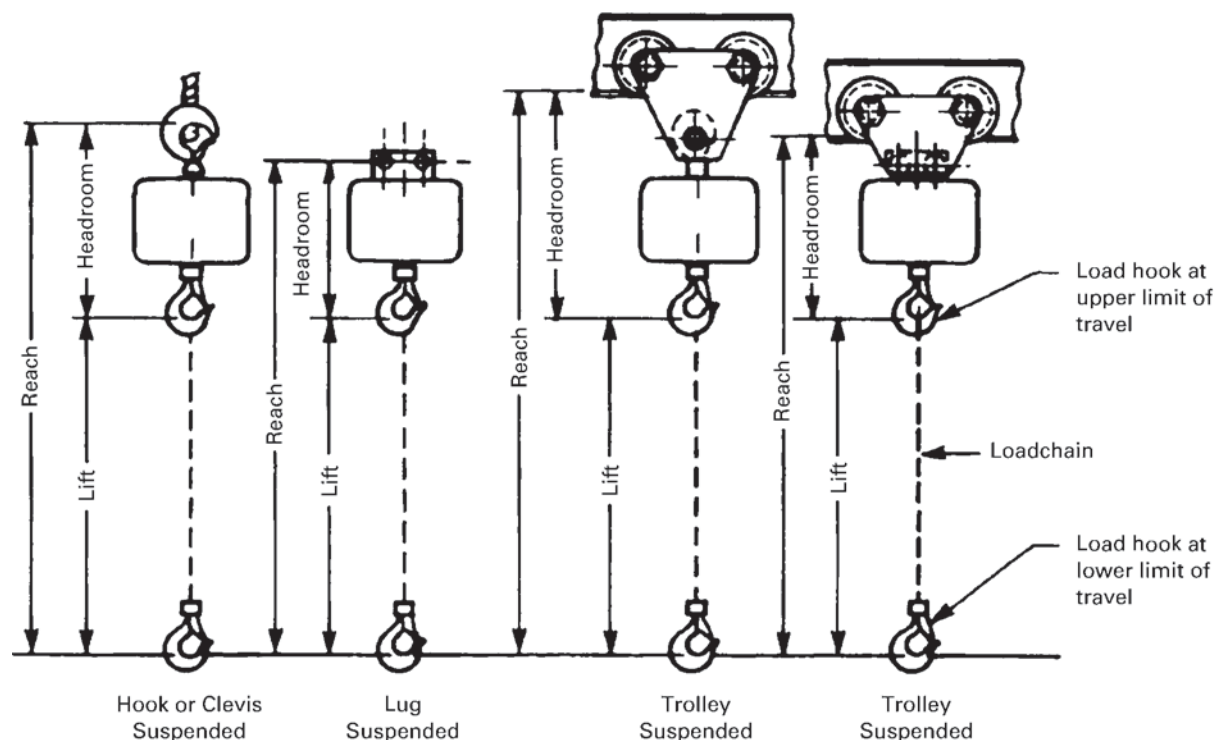 Headroom
Reach
Lift
Headroom
Reach
Lift
Headroom
Reach
Lift
Headroom
Reach
Lift
Load hook at
upper limit of
travel
Loadchain
Load hook at
lower limit of
travel
Hook or Clevis
Suspended
Lug
Suspended
Trolley
Suspended
Trolley
Suspended